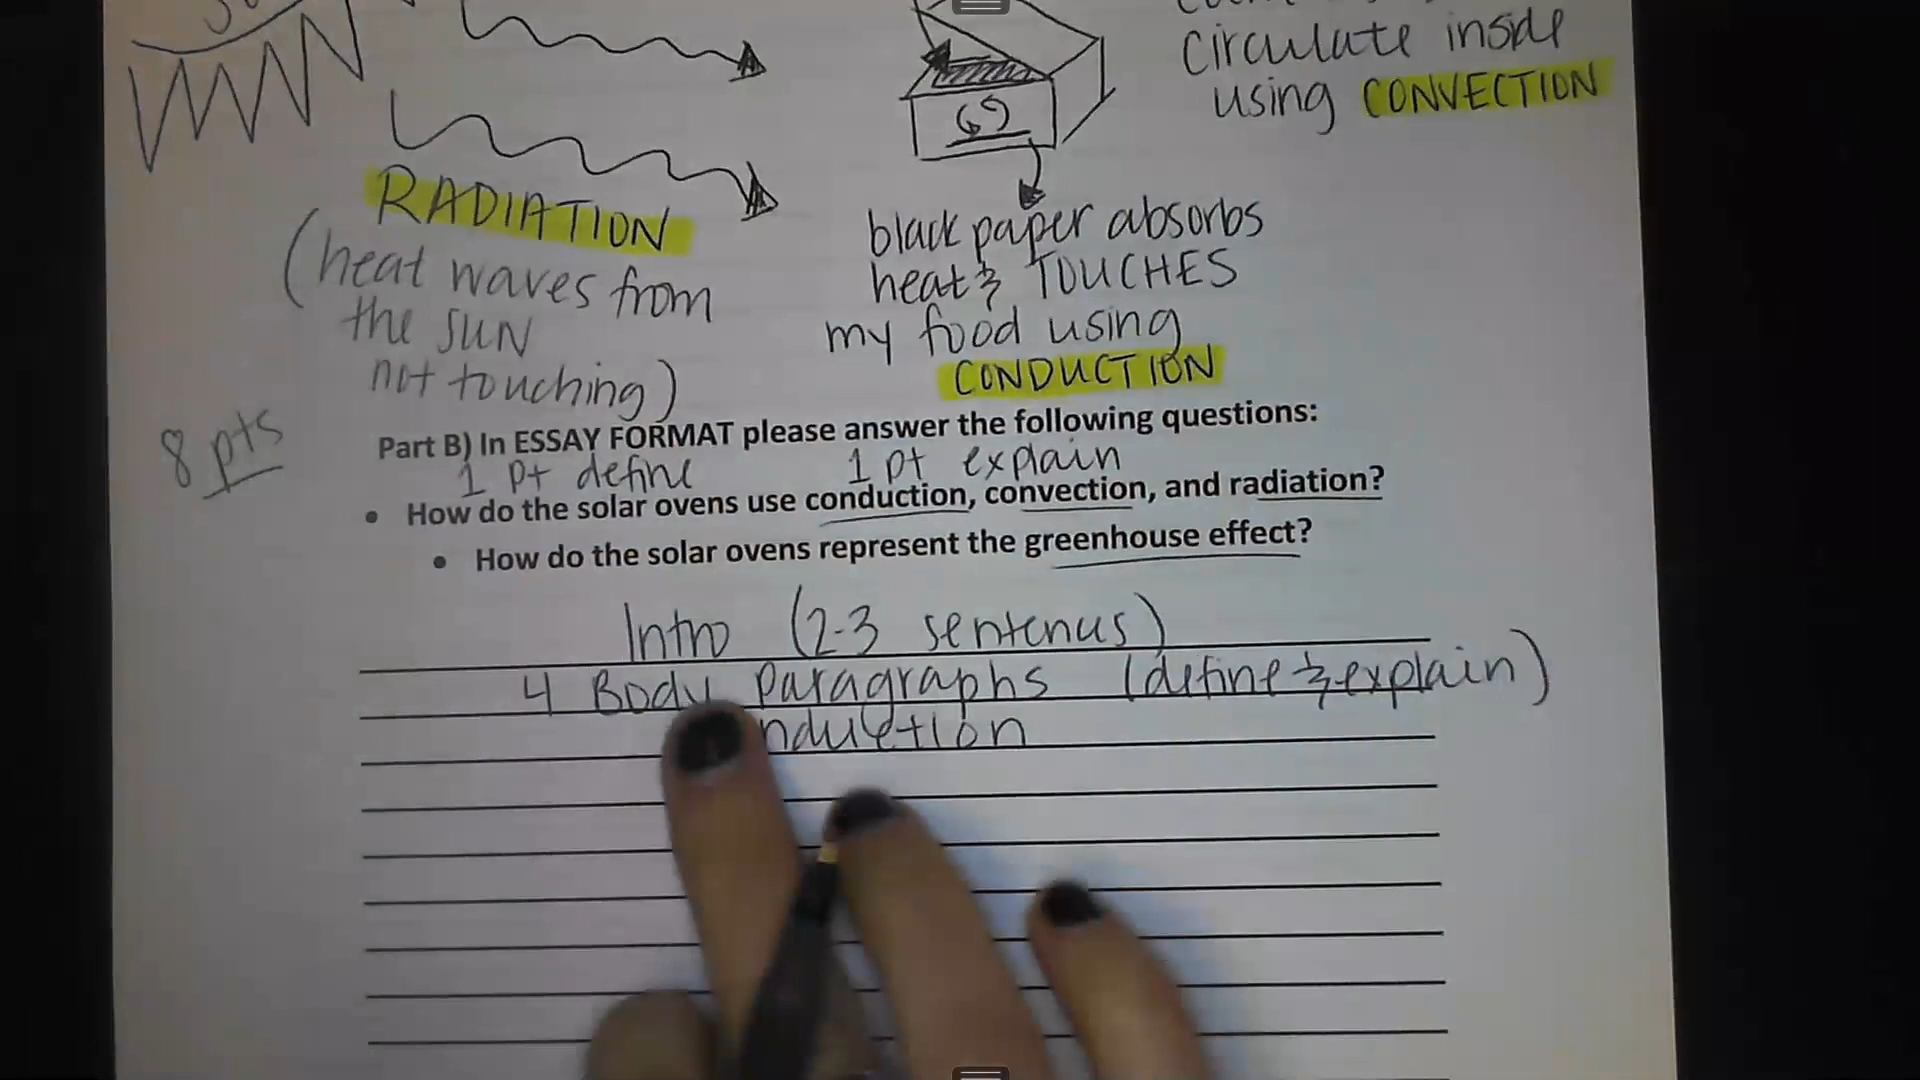 circulate inside
using CONVECTION
RADIATION
(heat waves from
the SUN
not touching)
black paper absorbs
heat & TOUCHES
my food using
CONDUCTION
8 pts
Part B) In ESSAY FORMAT please answer the following questions:
1 pt define 1 pt explain
• How do the solar ovens use conduction, convection, and radiation?
• How do the solar ovens represent the greenhouse effect?
Intro (2-3 sentences)
4 Body Paragraphs (define & explain)
nduction